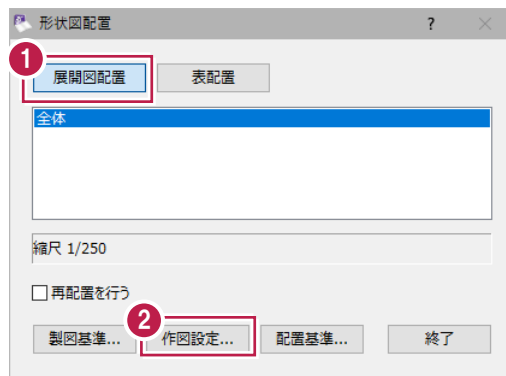 形状図配置 ?
1
展開図配置 表配置
全体
縮尺 1/250
再配置を行う
2
製図基準... 作図設定... 配置基準... 終了